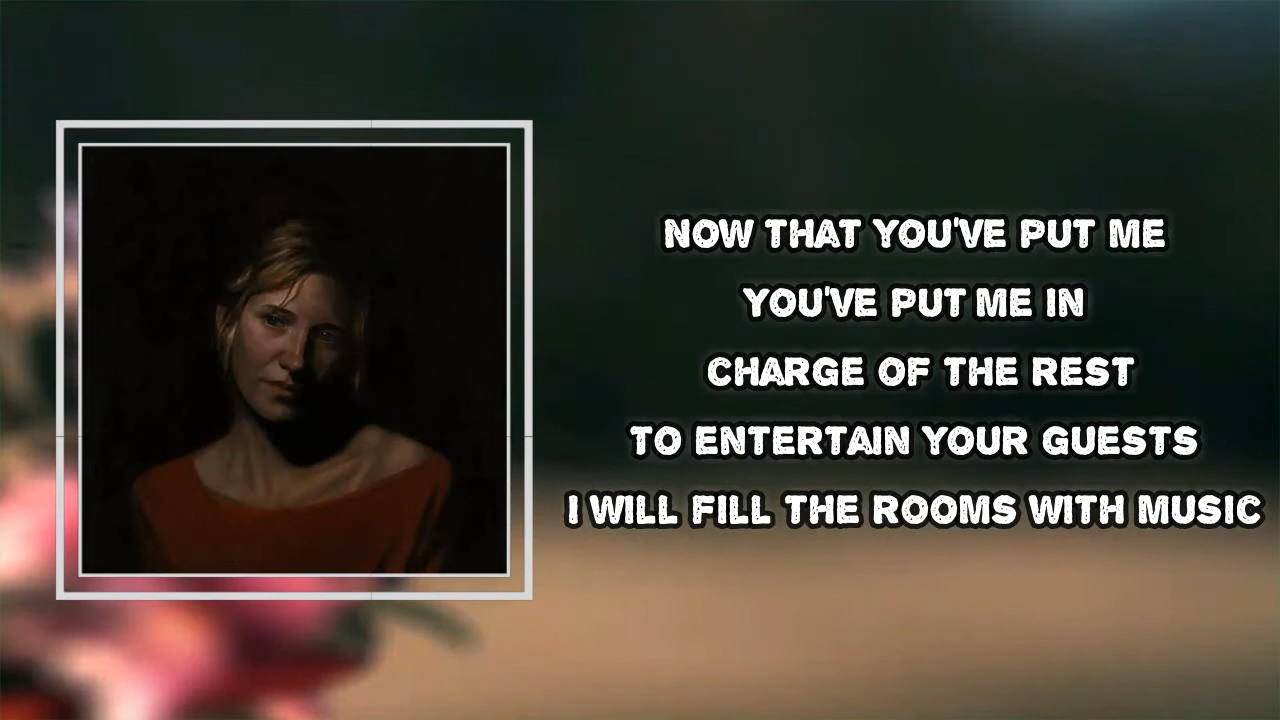 NOW THAT YOU'VE PUT ME
YOU'VE PUT ME IN
CHARGE OF THE REST
TO ENTERTAIN YOUR GUESTS
I WILL FILL THE ROOMS WITH MUSIC